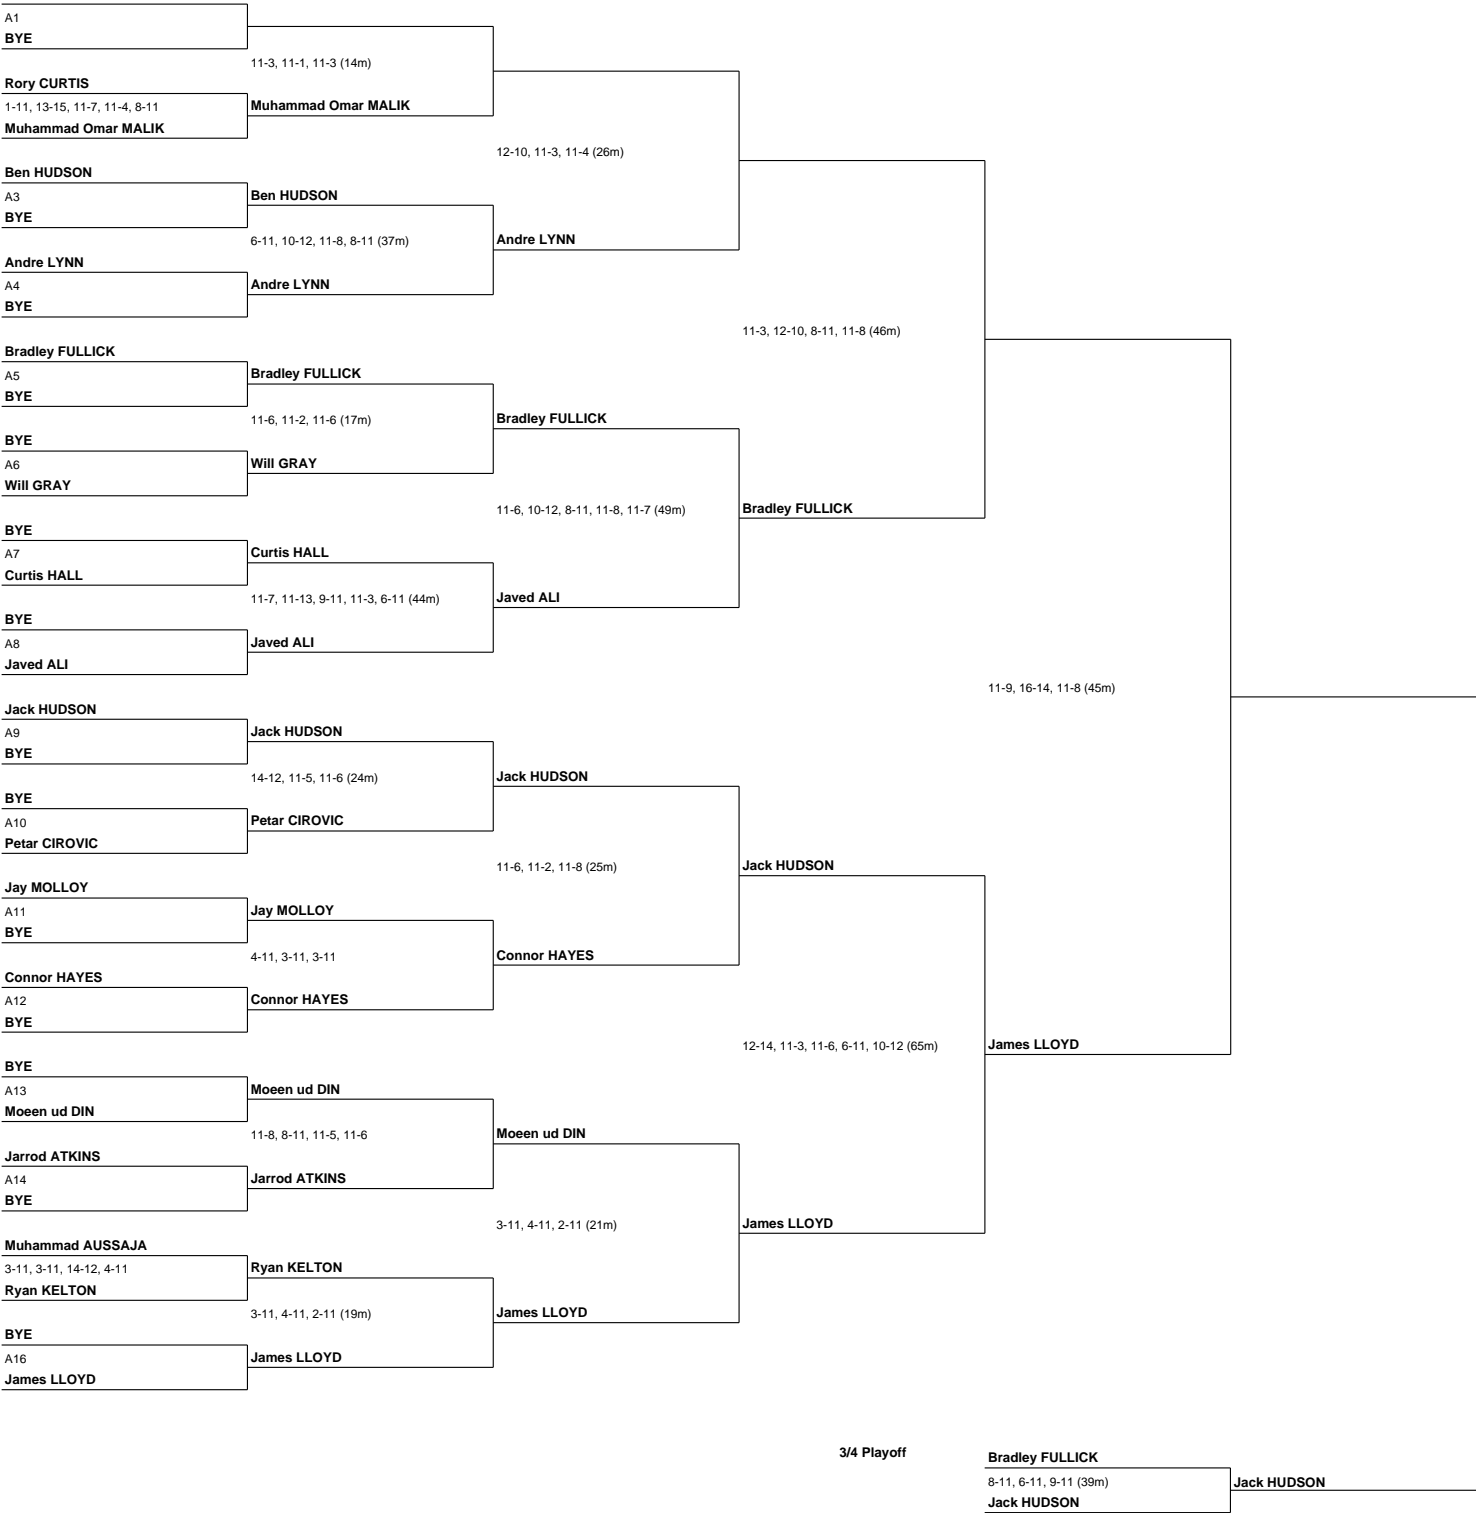 A1
BYE
11-3, 11-1, 11-3 (14m)
Rory CURTIS
1-11, 13-15, 11-7, 11-4, 8-11
Muhammad Omar MALIK
Muhammad Omar MALIK
12-10, 11-3, 11-4 (26m)
Ben HUDSON
A3
BYE
Ben HUDSON
6-11, 10-12, 11-8, 8-11 (37m)
Andre LYNN
Andre LYNN
A4
BYE
Andre LYNN
11-3, 12-10, 8-11, 11-8 (46m)
Bradley FULLICK
A5
BYE
Bradley FULLICK
11-6, 11-2, 11-6 (17m)
Bradley FULLICK
BYE
A6
Will GRAY
Will GRAY
11-6, 10-12, 8-11, 11-8, 11-7 (49m)
Bradley FULLICK
BYE
A7
Curtis HALL
Curtis HALL
11-7, 11-13, 9-11, 11-3, 6-11 (44m)
Javed ALI
BYE
A8
Javed ALI
Javed ALI
11-9, 16-14, 11-8 (45m)
Jack HUDSON
A9
BYE
Jack HUDSON
14-12, 11-5, 11-6 (24m)
Jack HUDSON
BYE
A10
Petar CIROVIC
Petar CIROVIC
11-6, 11-2, 11-8 (25m)
Jack HUDSON
Jay MOLLOY
A11
BYE
Jay MOLLOY
4-11, 3-11, 3-11
Connor HAYES
Connor HAYES
A12
BYE
Connor HAYES
12-14, 11-3, 11-6, 6-11, 10-12 (65m)
James LLOYD
BYE
A13
Moeen ud DIN
Moeen ud DIN
11-8, 8-11, 11-5, 11-6
Moeen ud DIN
Jarrod ATKINS
A14
BYE
Jarrod ATKINS
3-11, 4-11, 2-11 (21m)
James LLOYD
Muhammad AUSSAJA
3-11, 3-11, 14-12, 4-11
Ryan KELTON
Ryan KELTON
3-11, 4-11, 2-11 (19m)
James LLOYD
BYE
A16
James LLOYD
James LLOYD
3/4 Playoff
Bradley FULLICK
8-11, 6-11, 9-11 (39m)
Jack HUDSON
Jack HUDSON